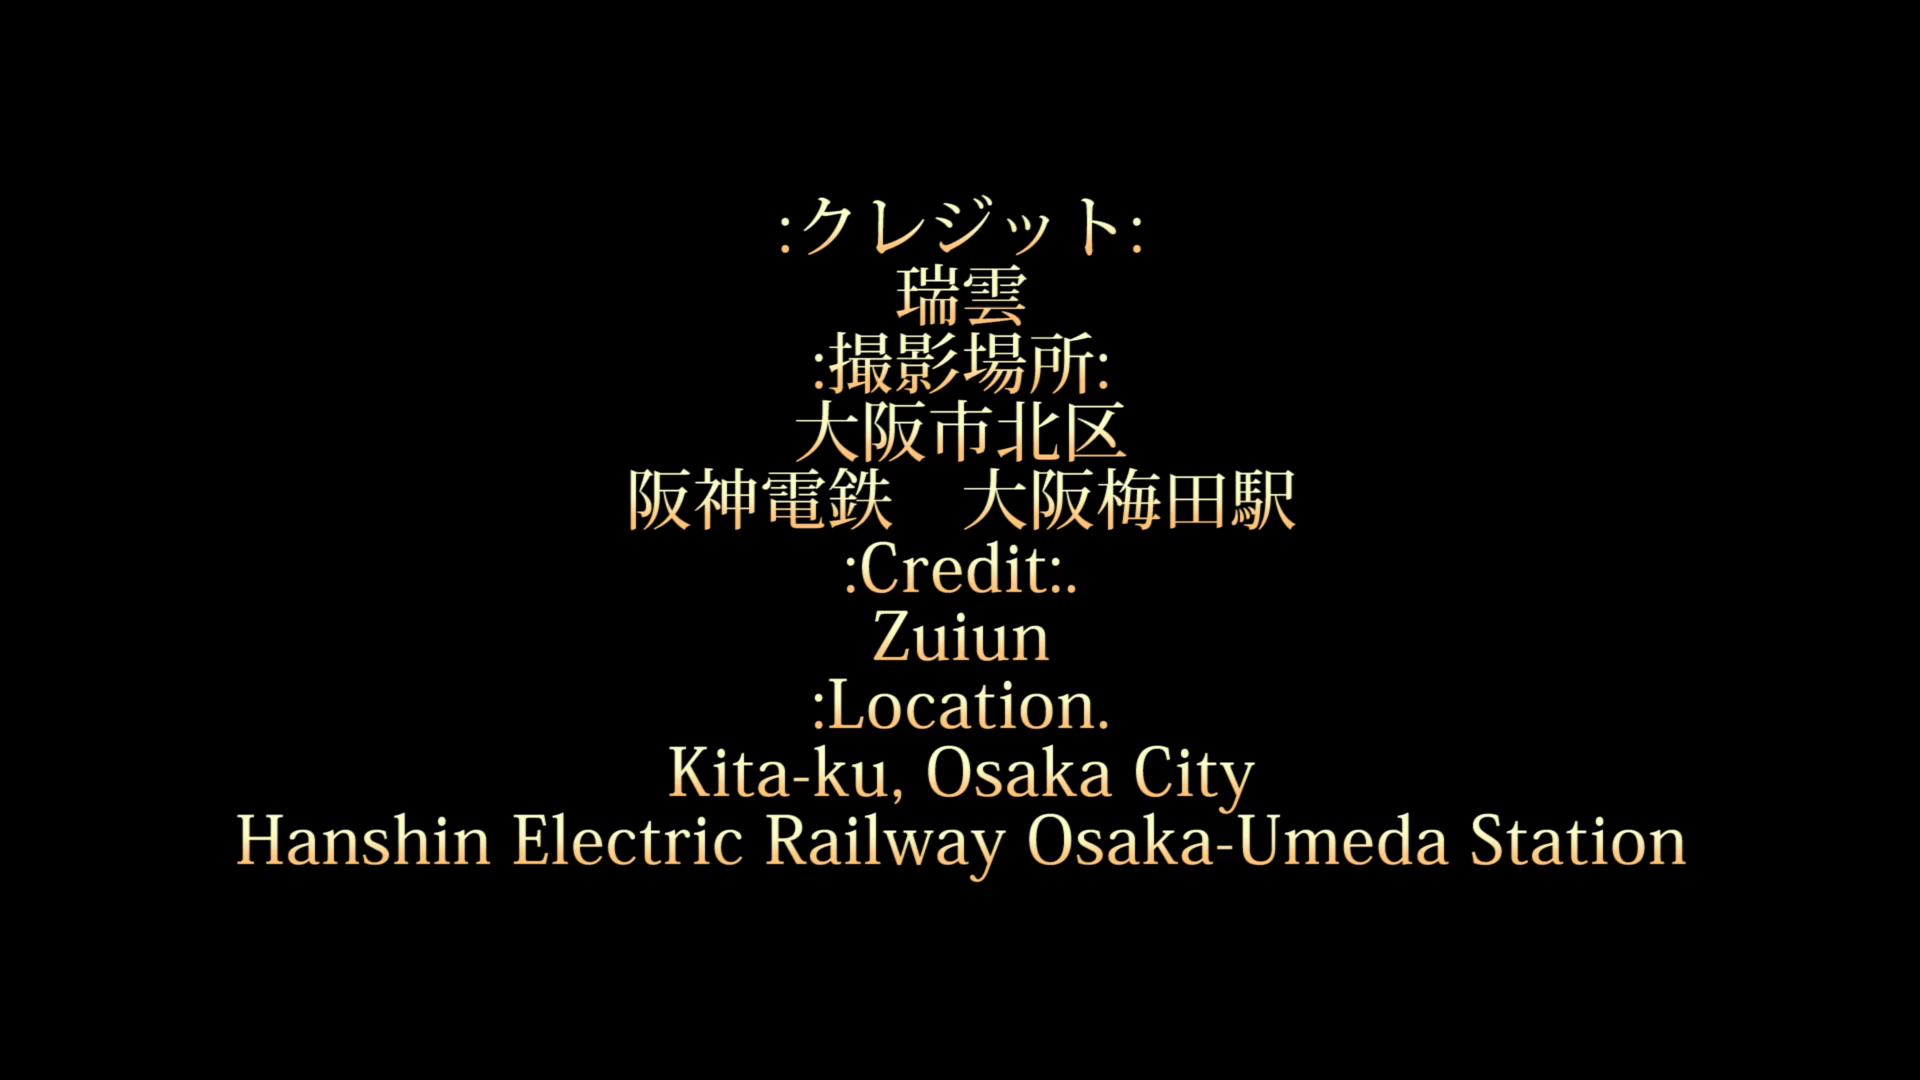 :クレジット:
瑞雲
:撮影場所:
大阪市北区
阪神電鉄　大阪梅田駅
:Credit:.
Zuiun
:Location.
Kita-ku, Osaka City
Hanshin Electric Railway Osaka-Umeda Station